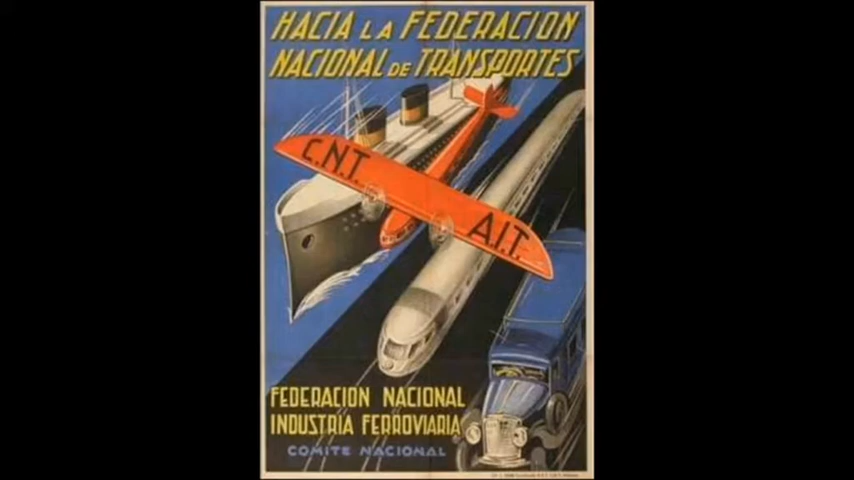 HACIA LA FEDERACION
NACIONAL DE TRANSPORTES
C.N.T.
A.I.T.
FEDERACION NACIONAL
INDUSTRIA FERROVIARIA
COMITE NACIONAL